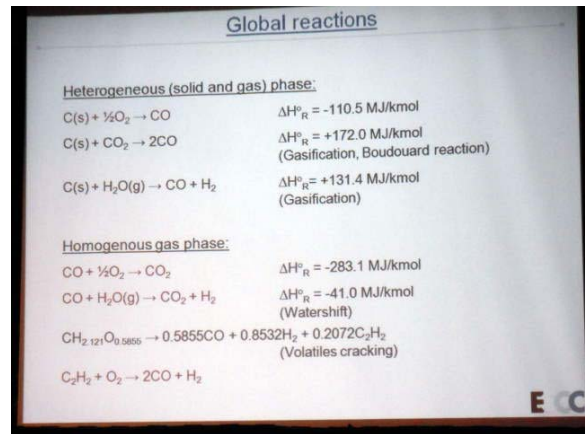 Global reactions
Heterogeneous (solid and gas) phase:
C(s) + ½O₂ → CO ΔH°R = -110.5 MJ/kmol
C(s) + CO₂ → 2CO ΔH°R = +172.0 MJ/kmol
(Gasification, Boudouard reaction)
C(s) + H₂O(g) → CO + H₂ ΔH°R= +131.4 MJ/kmol
(Gasification)
Homogenous gas phase:
CO + ½O₂ → CO₂ ΔH°R = -283.1 MJ/kmol
CO + H₂O(g) → CO₂ + H₂ ΔH°R = -41.0 MJ/kmol
(Watershift)
CH₂.₁₂₁O₀.₅₈₅₅ → 0.5855CO + 0.8532H₂ + 0.2072C₂H₂
(Volatiles cracking)
C₂H₂ + O₂ → 2CO + H₂